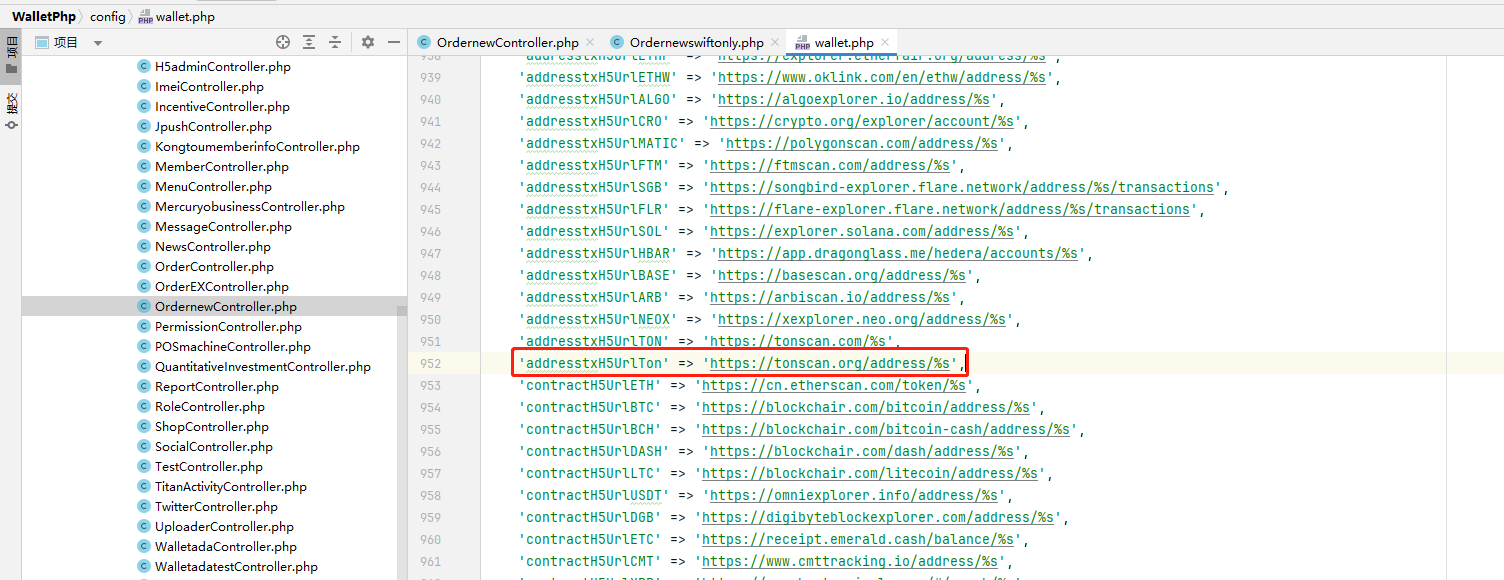 WalletPhp config wallet.php
项目
提交
项目
H5adminController.php
ImeiController.php
IncentiveController.php
JpushController.php
KongtoumemberinfoController.php
MemberController.php
MenuController.php
MercuryobusinessController.php
MessageController.php
NewsController.php
OrderController.php
OrderEXController.php
OrdernewController.php
PermissionController.php
POSmachineController.php
QuantitativeInvestmentController.php
ReportController.php
RoleController.php
ShopController.php
SocialController.php
TestController.php
TitanActivityController.php
TwitterController.php
UploaderController.php
WalletadaController.php
WalletadatestController.php
OrdernewController.php Ordernewswiftonly.php wallet.php
939 'addresstxH5UrlETHW' => 'https://www.oklink.com/en/ethw/address/%s',
940 'addresstxH5UrlALGO' => 'https://algoexplorer.io/address/%s',
941 'addresstxH5UrlCRO' => 'https://crypto.org/explorer/account/%s',
942 'addresstxH5UrlMATIC' => 'https://polygonscan.com/address/%s',
943 'addresstxH5UrlFTM' => 'https://ftmscan.com/address/%s',
944 'addresstxH5UrlSGB' => 'https://songbird-explorer.flare.network/address/%s/transactions',
945 'addresstxH5UrlFLR' => 'https://flare-explorer.flare.network/address/%s/transactions',
946 'addresstxH5UrlSOL' => 'https://explorer.solana.com/address/%s',
947 'addresstxH5UrlHBAR' => 'https://app.dragonglass.me/hedera/accounts/%s',
948 'addresstxH5UrlBASE' => 'https://basescan.org/address/%s',
949 'addresstxH5UrlARB' => 'https://arbiscan.io/address/%s',
950 'addresstxH5UrlNEOX' => 'https://xexplorer.neo.org/address/%s',
951 'addresstxH5UrlTON' => 'https://tonscan.com/%s',
952 'addresstxH5UrlTon' => 'https://tonscan.org/address/%s',
953 'contractH5UrlETH' => 'https://cn.etherscan.com/token/%s',
954 'contractH5UrlBTC' => 'https://blockchair.com/bitcoin/address/%s',
955 'contractH5UrlBCH' => 'https://blockchair.com/bitcoin-cash/address/%s',
956 'contractH5UrlDASH' => 'https://blockchair.com/dash/address/%s',
957 'contractH5UrlLTC' => 'https://blockchair.com/litecoin/address/%s',
958 'contractH5UrlUSDT' => 'https://omniexplorer.info/address/%s',
959 'contractH5UrlDGB' => 'https://digibyteblockexplorer.com/address/%s',
960 'contractH5UrlETC' => 'https://receipt.emerald.cash/balance/%s',
961 'contractH5UrlCMT' => 'https://www.cmttracking.io/address/%s',